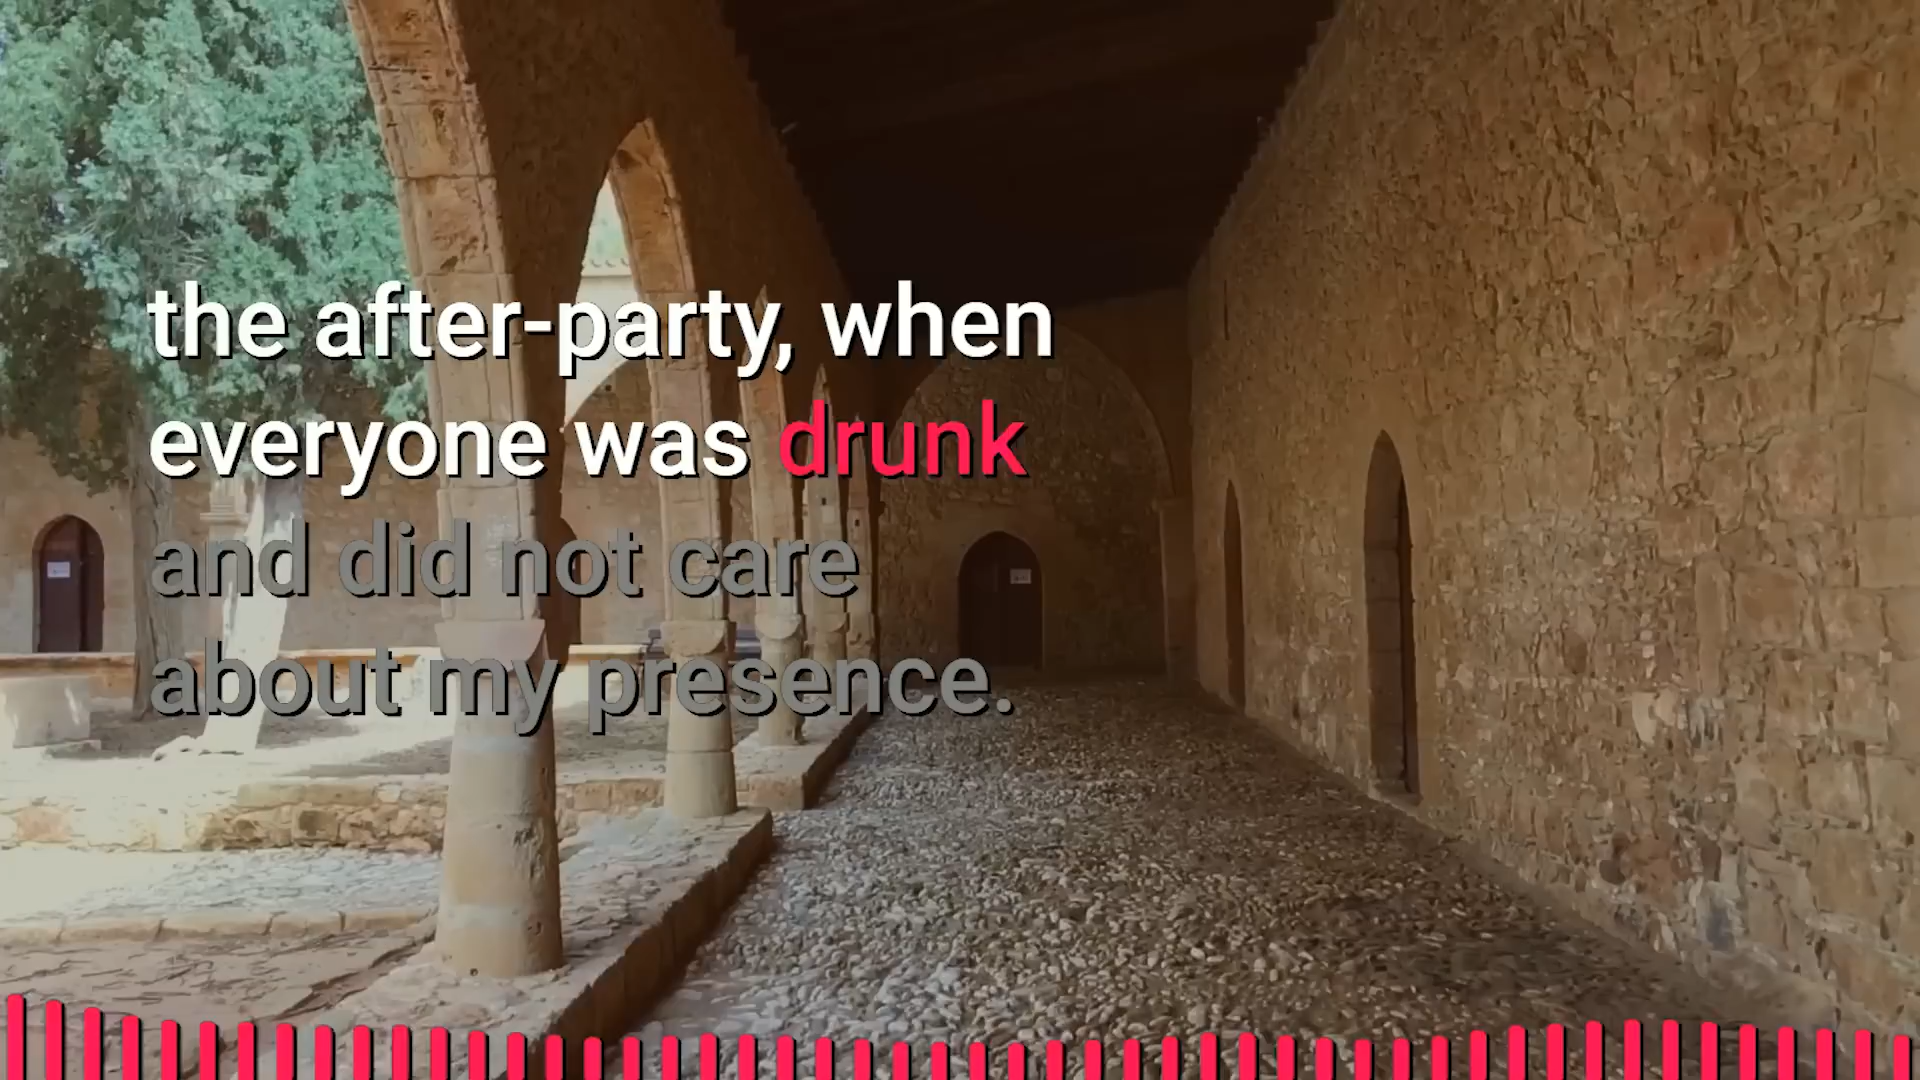 the after-party, when
everyone was drunk
and did not care
about my presence.